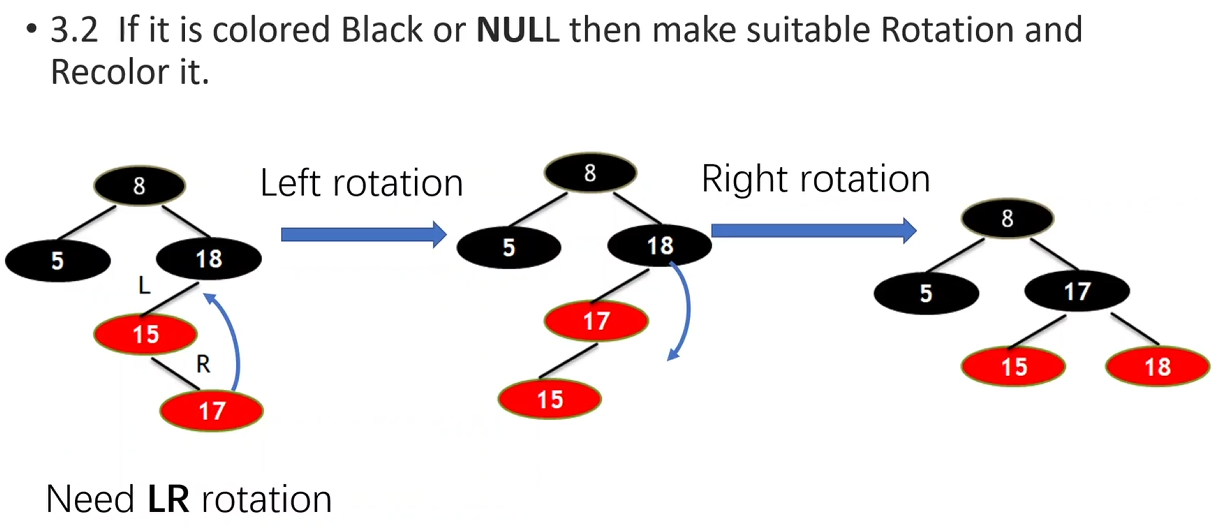 • 3.2 If it is colored Black or NULL then make suitable Rotation and
Recolor it.
8
5
18
L
15
R
17
Left rotation
8
5
18
17
15
Right rotation
8
5
17
15
18
Need LR rotation